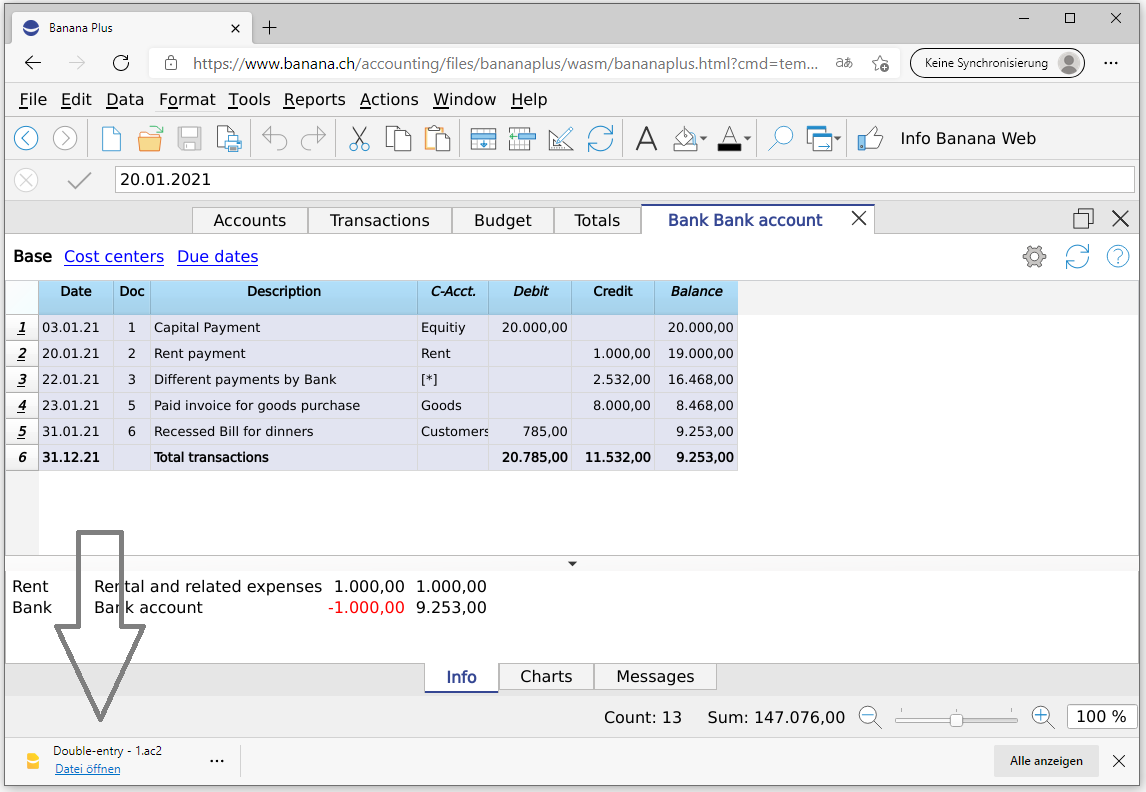 Banana Plus
https://www.banana.ch/accounting/files/bananaplus/wasm/bananaplus.html?cmd=tem... aあ Keine Synchronisierung
File Edit Data Format Tools Reports Actions Window Help
Info Banana Web
20.01.2021
Accounts Transactions Budget Totals Bank Bank account
Base Cost centers Due dates
Date Doc Description C-Acct. Debit Credit Balance
1 03.01.21 1 Capital Payment Equitiy 20.000,00 20.000,00
2 20.01.21 2 Rent payment Rent 1.000,00 19.000,00
3 22.01.21 3 Different payments by Bank [*] 2.532,00 16.468,00
4 23.01.21 5 Paid invoice for goods purchase Goods 8.000,00 8.468,00
5 31.01.21 6 Recessed Bill for dinners Customers 785,00 9.253,00
6 31.12.21 Total transactions 20.785,00 11.532,00 9.253,00
Rent Rental and related expenses 1.000,00 1.000,00
Bank Bank account -1.000,00 9.253,00
Info Charts Messages
Count: 13 Sum: 147.076,00 100 %
Double-entry - 1.ac2
Datei öffnen
Alle anzeigen